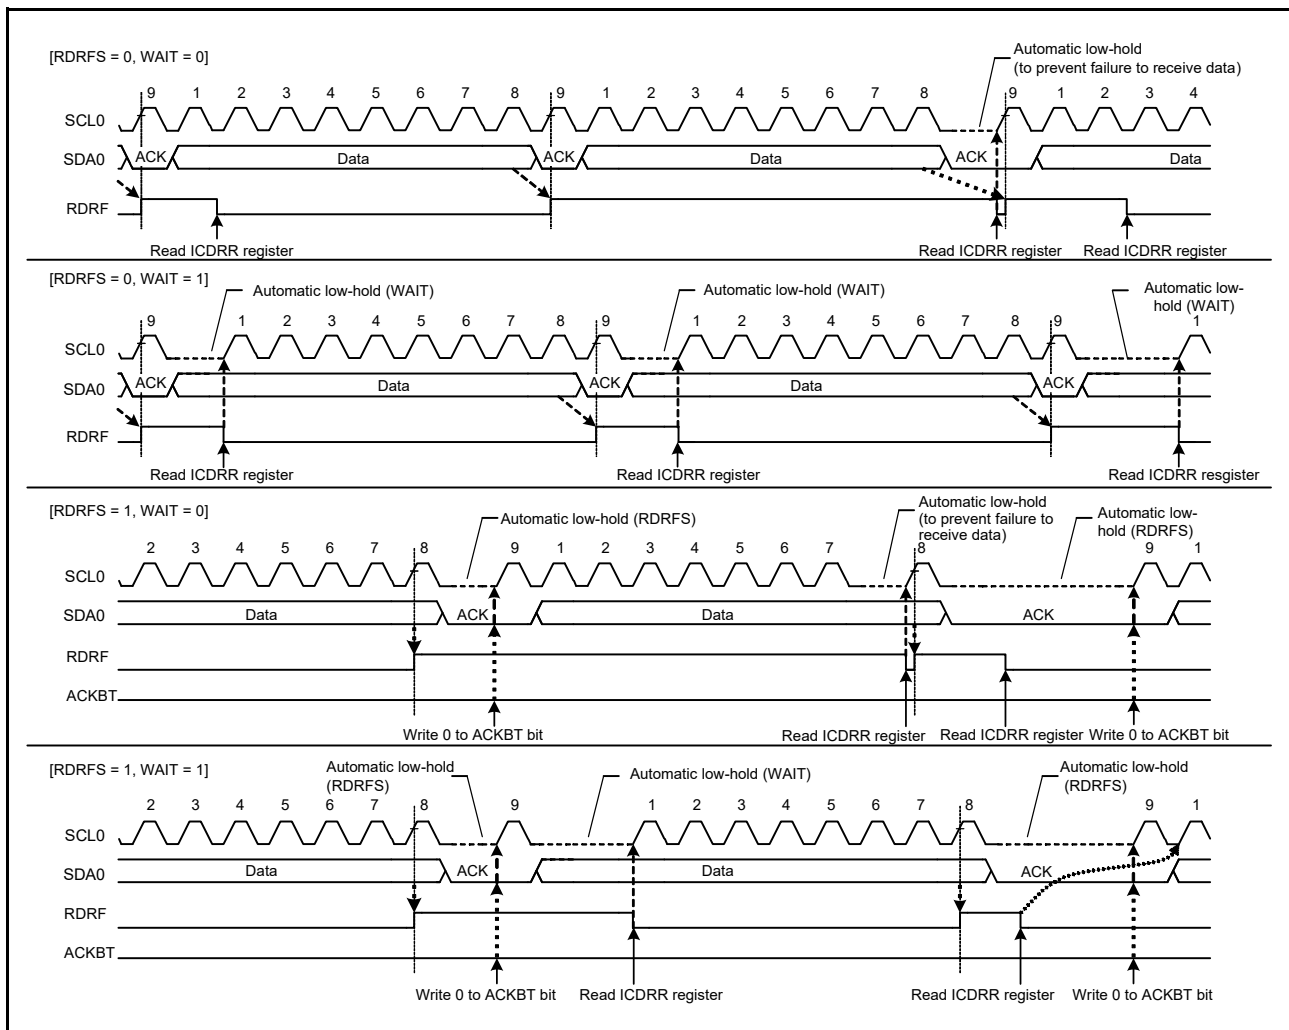 [RDRFS = 0, WAIT = 0]
Automatic low-hold
(to prevent failure to receive data)
9 1 2 3 4 5 6 7 8 9 1 2 3 4 5 6 7 8 9 1 2 3 4
SCL0
SDA0 ACK Data ACK Data ACK Data
RDRF
Read ICDRR register Read ICDRR register Read ICDRR register
[RDRFS = 0, WAIT = 1]
Automatic low-hold (WAIT) Automatic low-hold (WAIT) Automatic low-
hold (WAIT)
9 1 2 3 4 5 6 7 8 9 1 2 3 4 5 6 7 8 9 1
SCL0
SDA0 ACK Data ACK Data ACK
RDRF
Read ICDRR register Read ICDRR register Read ICDRR resgister
[RDRFS = 1, WAIT = 0]
Automatic low-hold (RDRFS) Automatic low-hold
(to prevent failure to
receive data) Automatic low-
hold (RDRFS)
2 3 4 5 6 7 8 9 1 2 3 4 5 6 7 8 9 1
SCL0
SDA0 Data ACK Data ACK
RDRF
ACKBT
Write 0 to ACKBT bit Read ICDRR register Read ICDRR register Write 0 to ACKBT bit
[RDRFS = 1, WAIT = 1]
Automatic low-hold
(RDRFS) Automatic low-hold (WAIT) Automatic low-hold
(RDRFS)
2 3 4 5 6 7 8 9 1 2 3 4 5 6 7 8 9 1
SCL0
SDA0 Data ACK Data ACK
RDRF
ACKBT
Write 0 to ACKBT bit Read ICDRR register Read ICDRR register Write 0 to ACKBT bit